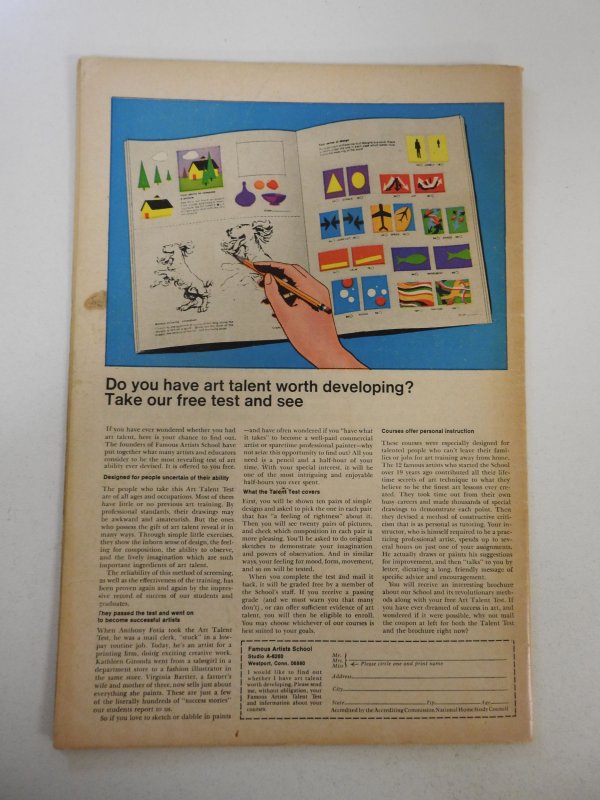 Do you have art talent worth developing?
Take our free test and see
If you have ever wondered whether you had
art talent, here is your chance to find out.
The founders of Famous Artists School have
put together what many artists and educators
consider to be the most revealing test of art
ability ever devised. It is offered to you free.
Designed for people uncertain of their ability
The people who take this Art Talent Test
are of all ages and occupations. Most of them
have little or no previous art training. By
professional standards, their drawings may
be awkward and amateurish. But the ones
who possess the gift of art talent reveal it in
many ways. Through simple little exercises,
they show the inborn sense of design, the feel-
ing for composition, the ability to observe,
and the lively imagination which are such
important ingredients of art talent.
The reliability of this method of screening,
as well as the effectiveness of the training, has
been proven again and again by the impres-
sive record of success of our students and
graduates.
They passed the test and went on
to become successful artists
When Anthony Fotia took the Art Talent
Test, he was a mail clerk, "stuck" in a low-
pay routine job. Today, he's an artist for a
printing firm, doing exciting creative work.
Kathleen Gironda went from a salesgirl in a
department store to a fashion illustrator in
the same store. Virginia Bartter, a farmer's
wife and mother of three, now sells just about
everything she paints. These are just a few
of the literally hundreds of "success stories"
our students report to us.
So if you love to sketch or dabble in paints
—and have often wondered if you "have what
it takes" to become a well-paid commercial
artist or sparetime professional painter—why
not seize this opportunity to find out? All you
need is a pencil and a half-hour of your
time. With your special interest, it will be
one of the most intriguing and enjoyable
half-hours you ever spent.
What the Talent Test covers
First, you will be shown ten pairs of simple
designs and asked to pick the one in each pair
that has "a feeling of rightness" about it.
Then you will see twenty pairs of pictures,
and check which composition in each pair is
more pleasing. You'll be asked to do original
sketches to demonstrate your imagination
and powers of observation. And in similar
ways, your feeling for mood, form, movement,
and so on will be tested.
When you complete the test and mail it
back, it will be graded free by a member of
the School's staff. If you receive a passing
grade (and we must warn you that many
don't), or can offer sufficient evidence of art
talent, you will then be eligible to enroll.
You may choose whichever of our courses is
best suited to your goals.
Courses offer personal instruction
These courses were especially designed for
talented people who can't leave their fami-
lies or jobs for art training away from home.
The 12 famous artists who started the School
over 19 years ago contributed all their life-
time secrets of art technique to what they
believe to be the finest art lessons ever cre-
ated. They took time out from their own
busy careers and made thousands of special
drawings to demonstrate each point. Then
they devised a method of constructive criti-
cism that is as personal as tutoring. Your in-
structor, who is himself required to be a prac-
ticing professional artist, spends up to sev-
eral hours on just one of your assignments.
He actually draws or paints his suggestions
for improvement, and then "talks" to you by
letter, dictating a long, friendly message of
specific advice and encouragement.
You will receive an interesting brochure
about our School and its revolutionary meth-
ods along with your free Art Talent Test. If
you have ever dreamed of success in art, and
wondered if it were possible, why not mail
the coupon at left for both the Talent Test
and the brochure right now?
Famous Artists School
Studio A-6260
Westport, Conn. 06880
I would like to find out
whether I have art talent
worth developing. Please send
me, without obligation, your
Famous Artists Talent Test
and information about your
courses.
Mr.
Mrs.
Miss
Please circle one and print name
Address
City
State Zip Age
Accredited by the Accrediting Commission, National Home Study Council